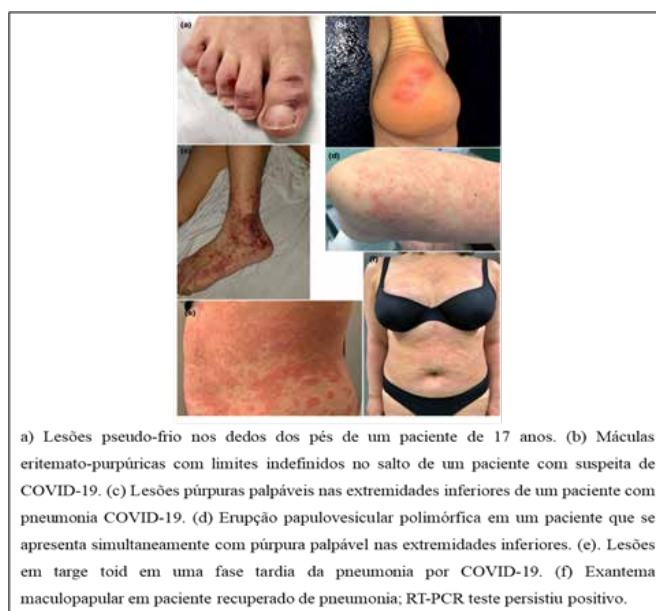 (a)
(c)
(d)
(f)
a) Lesões pseudo-frio nos dedos dos pés de um paciente de 17 anos. (b) Máculas
eritemato-purpúricas com limites indefinidos no salto de um paciente com suspeita de
COVID-19. (c) Lesões púrpuras palpáveis nas extremidades inferiores de um paciente com
pneumonia COVID-19. (d) Erupção papulovesicular polimórfica em um paciente que se
apresenta simultaneamente com púrpura palpável nas extremidades inferiores. (e). Lesões
em targe toid em uma fase tardia da pneumonia por COVID-19. (f) Exantema
maculopapular em paciente recuperado de pneumonia; RT-PCR teste persistiu positivo.